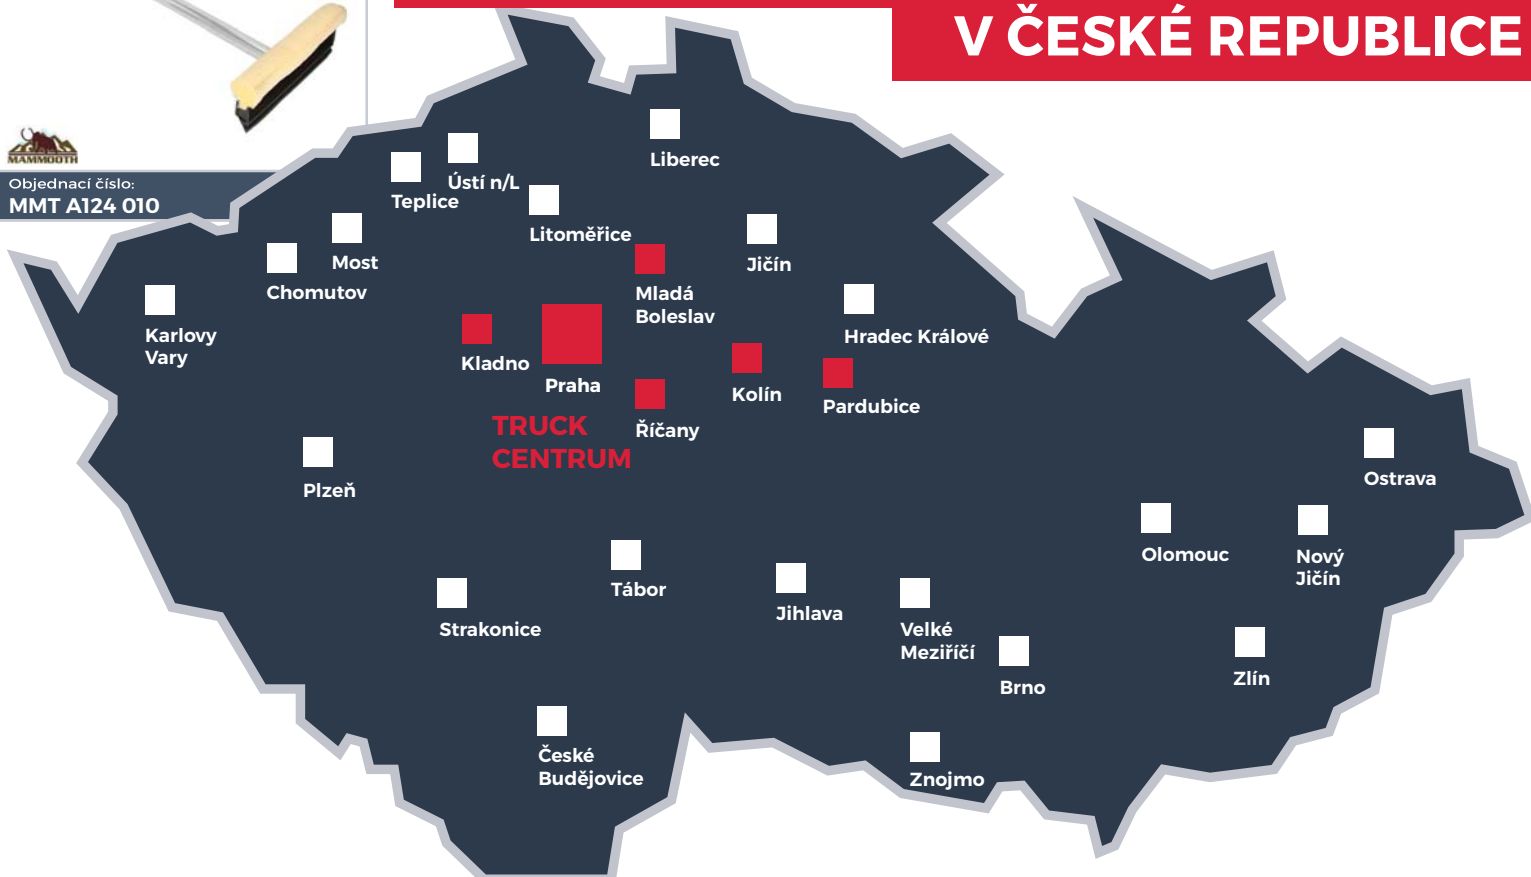 V ČESKÉ REPUBLICE
MAMMOOTH
Objednací číslo:
MMT A124 010
Liberec
Ústí n/L
Teplice
Litoměřice
Most
Jičín
Chomutov
Mladá
Boleslav
Karlovy
Vary
Hradec Králové
Kladno
Praha
Kolín
Pardubice
TRUCK
CENTRUM
Říčany
Plzeň
Ostrava
Olomouc
Nový
Jičín
Tábor
Jihlava
Strakonice
Velké
Meziříčí
Zlín
Brno
České
Budějovice
Znojmo